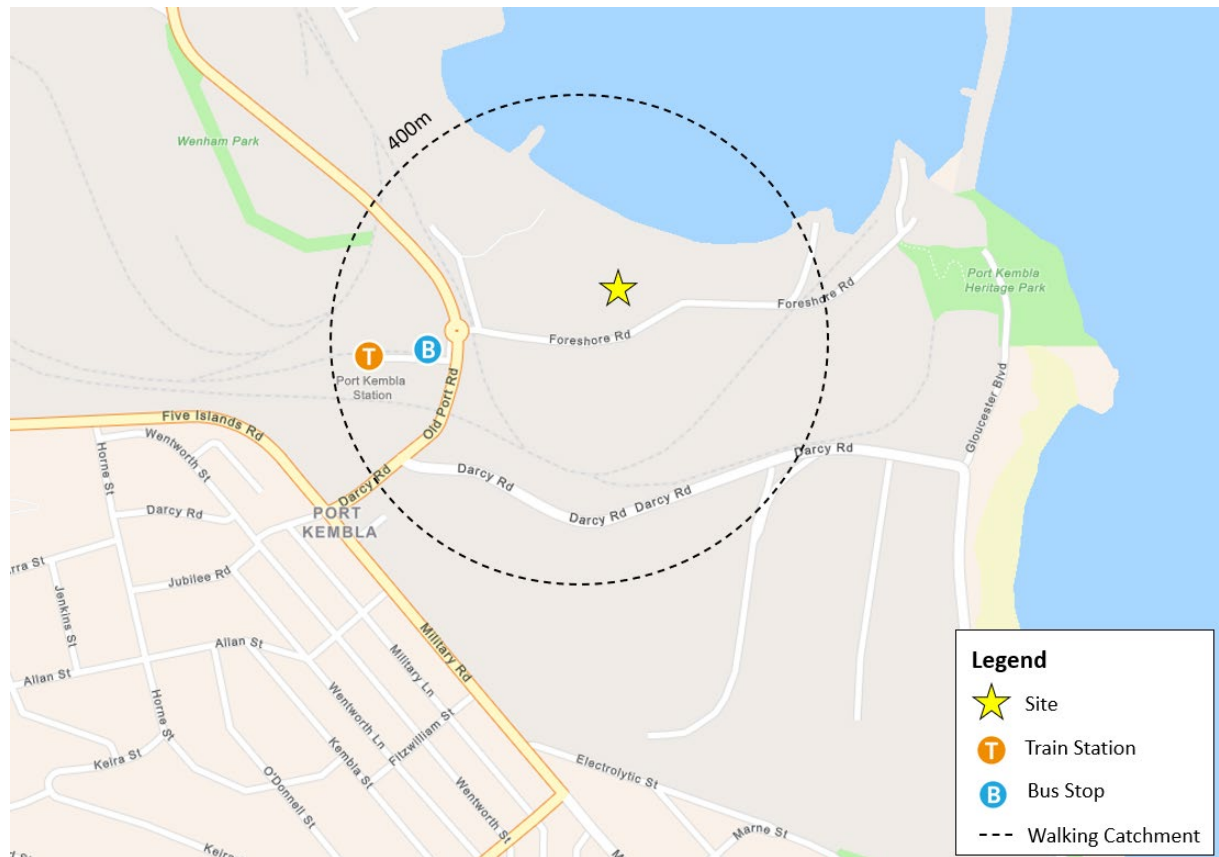 400m
Wenham Park
Port Kembla
Heritage Park
Foreshore Rd
Foreshore Rd
T
B
Port Kembla
Station
Old Port Rd
Gloucester Blvd
Five Islands Rd
Wentworth St
Horne St
Darcy Rd
Darcy Rd
Darcy Rd
Darcy Rd
Darcy Rd
Darcy Rd
PORT
KEMBLA
rra St
Jubilee Rd
Jenkins St
Allan St
Allan St
Military Rd
Military Ln
Wentworth Ln
Fitzwilliam St
Horne St
Kembla St
Keira St
O'Donnell St
Wentworth St
Electrolytic St
Marne St
Legend
Site
T
Train Station
B
Bus Stop
Walking Catchment